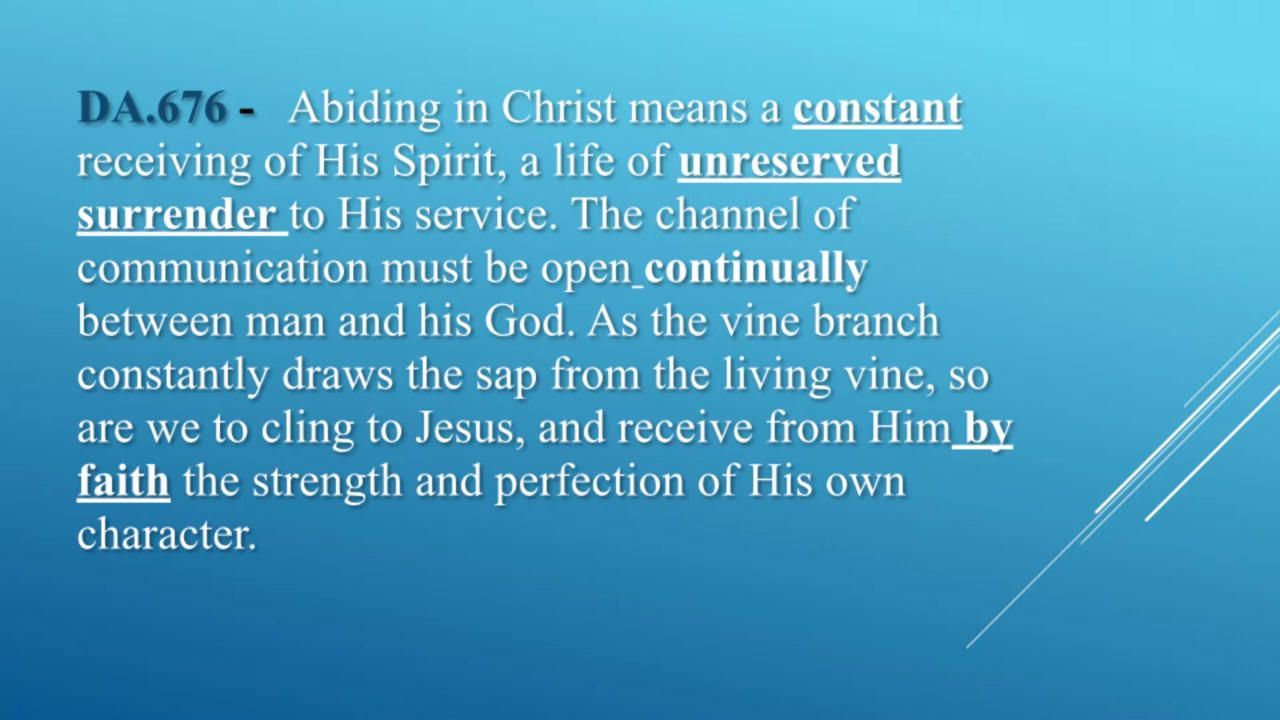 DA.676 - Abiding in Christ means a constant
receiving of His Spirit, a life of unreserved
surrender to His service. The channel of
communication must be open continually
between man and his God. As the vine branch
constantly draws the sap from the living vine, so
are we to cling to Jesus, and receive from Him by
faith the strength and perfection of His own
character.